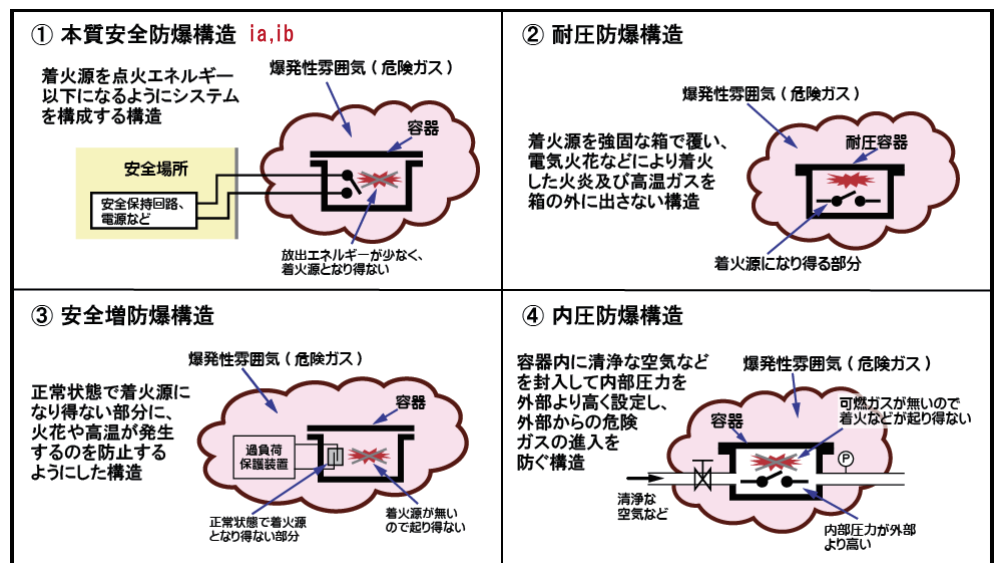 ① 本質安全防爆構造 ia,ib
着火源を点火エネルギー
以下になるようにシステム
を構成する構造
爆発性雰囲気(危険ガス)
容器
安全場所
安全保持回路、
電源など
放出エネルギーが少なく、
着火源となり得ない
② 耐圧防爆構造
爆発性雰囲気(危険ガス)
着火源を強固な箱で覆い、
電気火花などにより着火
した火炎及び高温ガスを
箱の外に出さない構造
耐圧容器
着火源になり得る部分
③ 安全増防爆構造
爆発性雰囲気(危険ガス)
正常状態で着火源に
なり得ない部分に、
火花や高温が発生
するのを防止する
ようにした構造
容器
過負荷
保護装置
正常状態で着火源
となり得ない部分
着火源が無い
ので起り得ない
④ 内圧防爆構造
容器内に清浄な空気など
を封入して内部圧力を
外部より高く設定し、
外部からの危険
ガスの進入を
防ぐ構造
爆発性雰囲気(危険ガス)
可燃ガスが無いので
着火などが起り得ない
容器
P
清浄な
空気など
内部圧力が外部
より高い